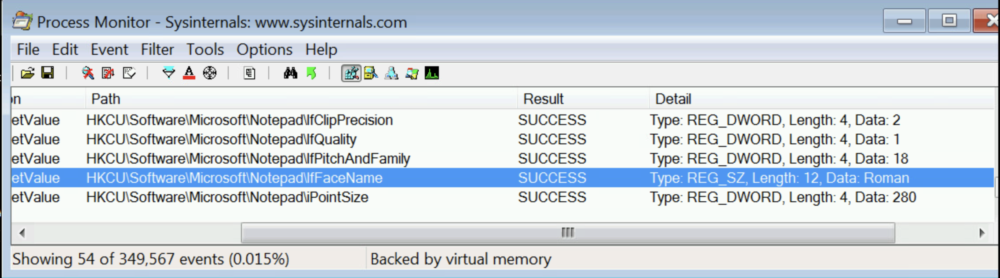 Process Monitor - Sysinternals: www.sysinternals.com
File Edit Event Filter Tools Options Help
on Path Result Detail
etValue HKCU\Software\Microsoft\Notepad\lfClipPrecision SUCCESS Type: REG_DWORD, Length: 4, Data: 2
etValue HKCU\Software\Microsoft\Notepad\lfQuality SUCCESS Type: REG_DWORD, Length: 4, Data: 1
etValue HKCU\Software\Microsoft\Notepad\lfPitchAndFamily SUCCESS Type: REG_DWORD, Length: 4, Data: 18
etValue HKCU\Software\Microsoft\Notepad\lfFaceName SUCCESS Type: REG_SZ, Length: 12, Data: Roman
etValue HKCU\Software\Microsoft\Notepad\iPointSize SUCCESS Type: REG_DWORD, Length: 4, Data: 280
Showing 54 of 349,567 events (0.015%) Backed by virtual memory